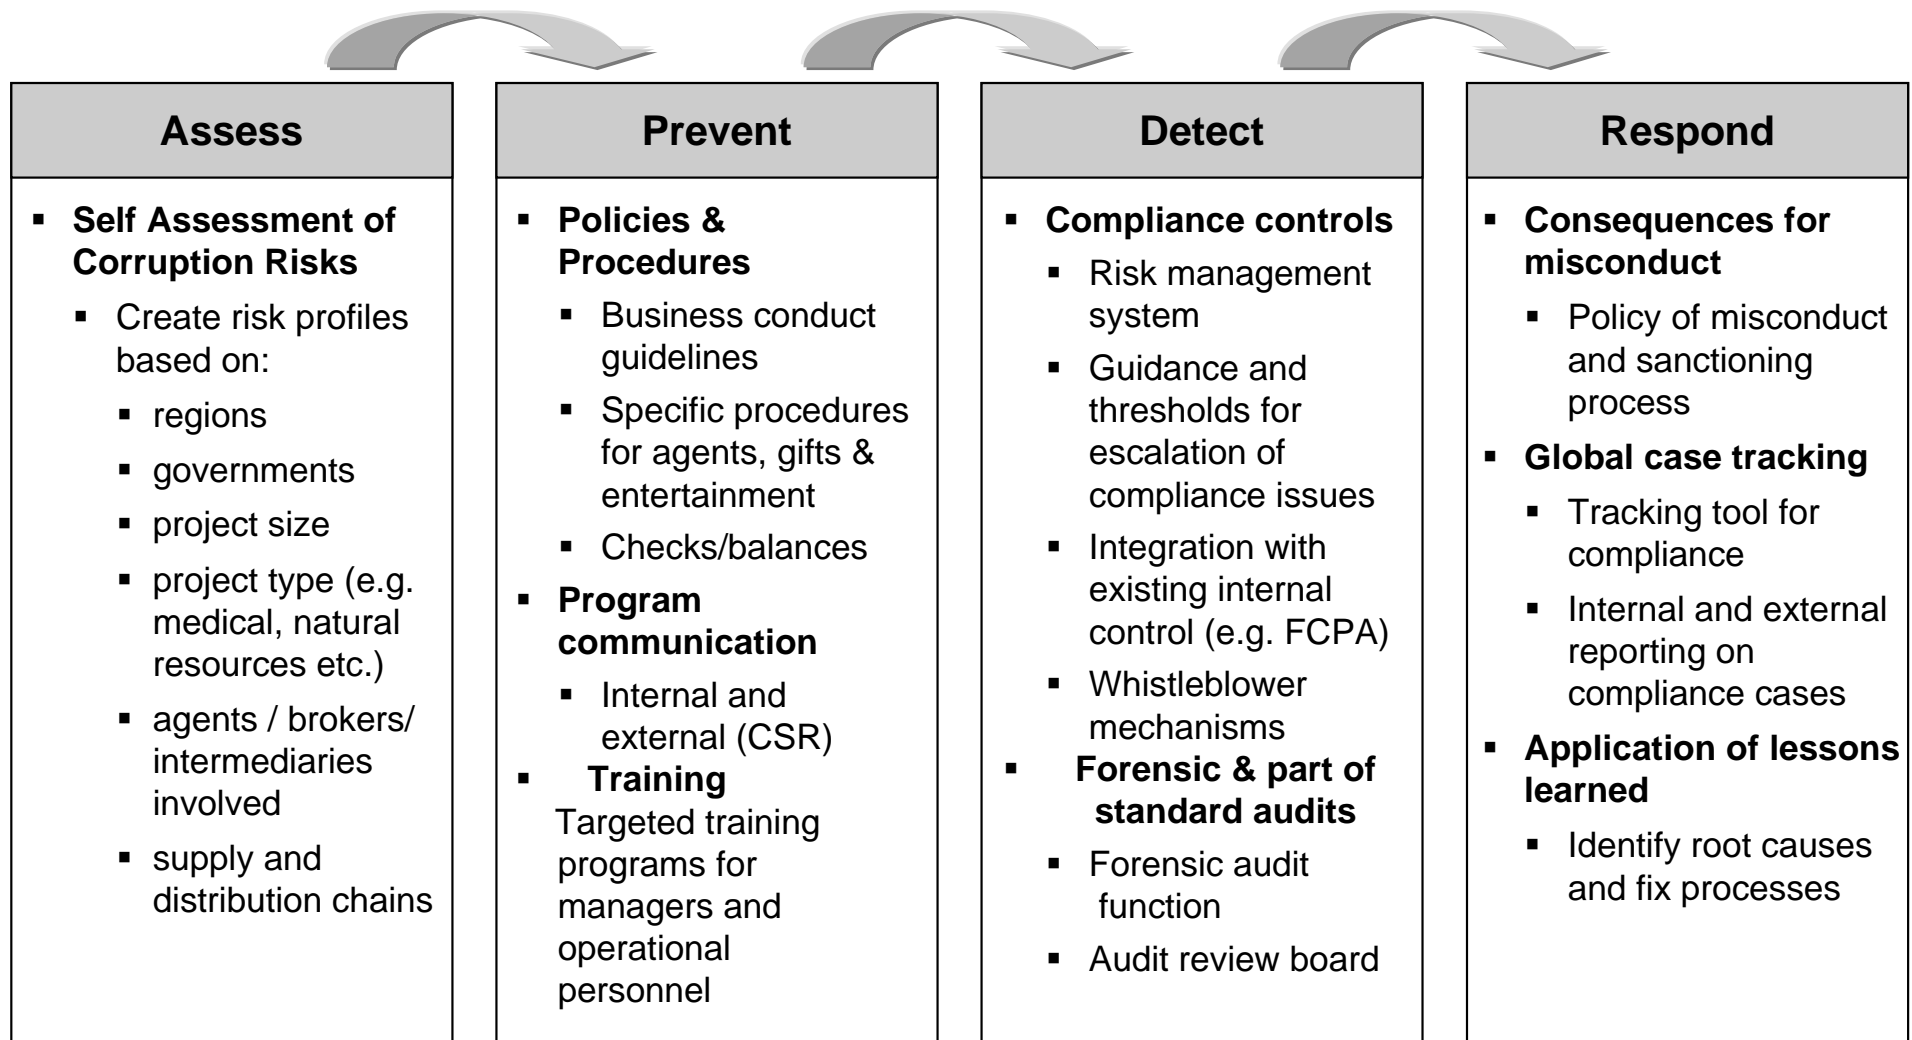 Assess
▪ Self Assessment of
Corruption Risks
▪ Create risk profiles
based on:
▪ regions
▪ governments
▪ project size
▪ project type (e.g.
medical, natural
resources etc.)
▪ agents / brokers/
intermediaries
involved
▪ supply and
distribution chains
Prevent
▪ Policies &
Procedures
▪ Business conduct
guidelines
▪ Specific procedures
for agents, gifts &
entertainment
▪ Checks/balances
▪ Program
communication
▪ Internal and
external (CSR)
▪ Training
Targeted training
programs for
managers and
operational
personnel
Detect
▪ Compliance controls
▪ Risk management
system
▪ Guidance and
thresholds for
escalation of
compliance issues
▪ Integration with
existing internal
control (e.g. FCPA)
▪ Whistleblower
mechanisms
▪ Forensic & part of
standard audits
▪ Forensic audit
function
▪ Audit review board
Respond
▪ Consequences for
misconduct
▪ Policy of misconduct
and sanctioning
process
▪ Global case tracking
▪ Tracking tool for
compliance
▪ Internal and external
reporting on
compliance cases
▪ Application of lessons
learned
▪ Identify root causes
and fix processes